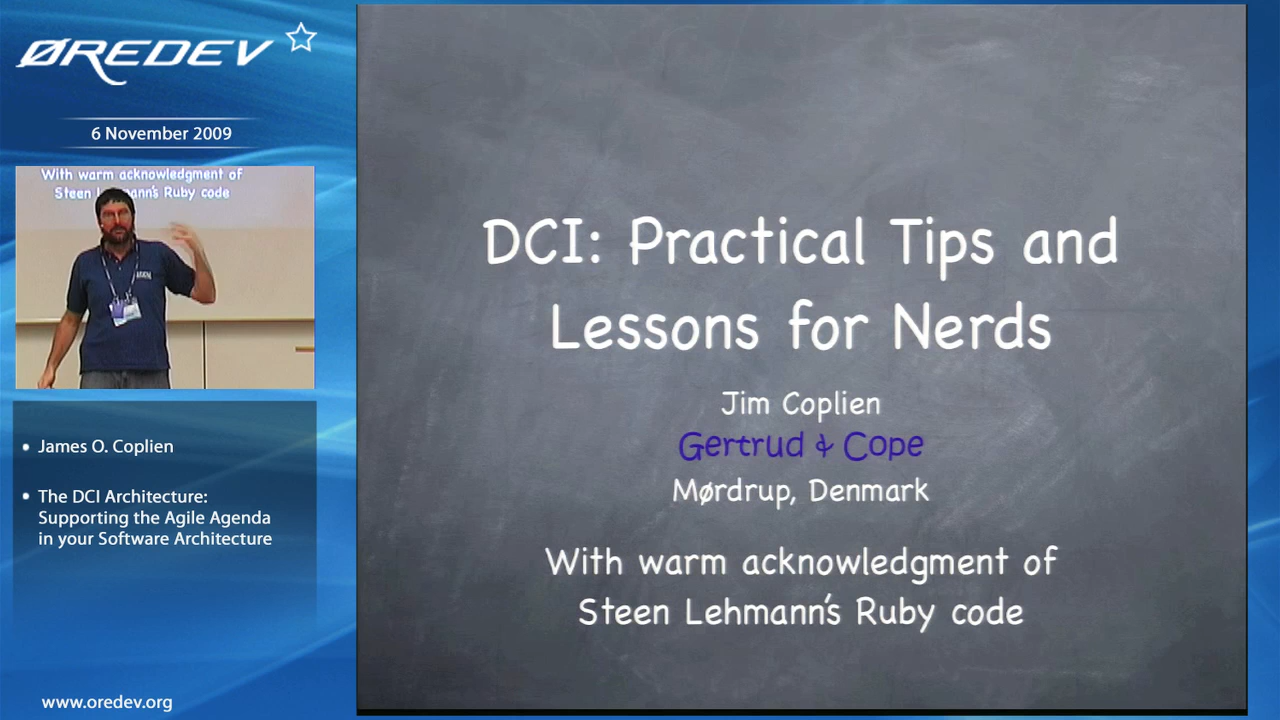 ØREDEV
6 November 2009
With warm acknowledgment of
Steen Lehmann's Ruby code
James O. Coplien
The DCI Architecture:
Supporting the Agile Agenda
in your Software Architecture
www.oredev.org
DCI: Practical Tips and
Lessons for Nerds
Jim Coplien
Gertrud & Cope
Mørdrup, Denmark
With warm acknowledgment of
Steen Lehmann's Ruby code